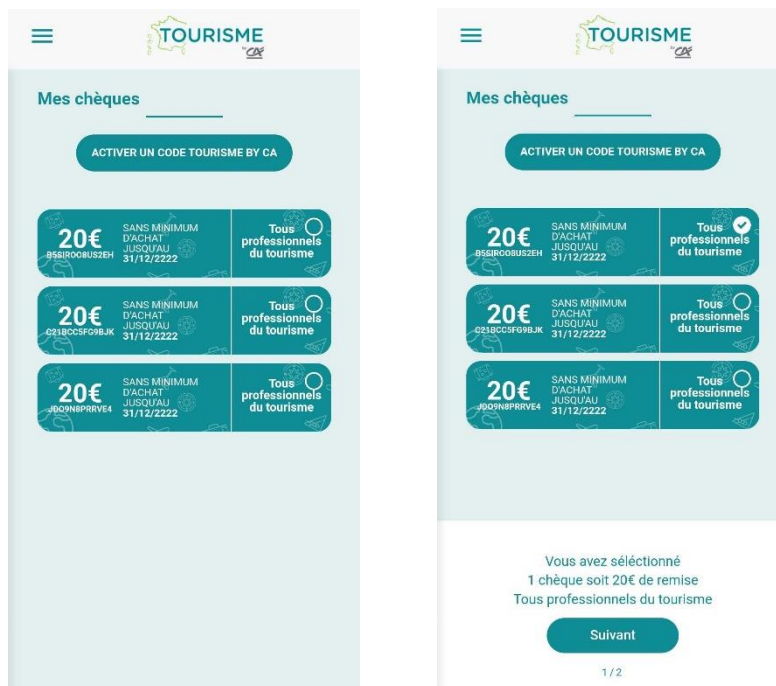 TOURISME
by CA
Mes chèques
ACTIVER UN CODE TOURISME BY CA
20€
SANS MINIMUM
D'ACHAT
JUSQU'AU
31/12/2222
Tous
professionnels
du tourisme
20€
C21BCC5FG9BJK
SANS MINIMUM
D'ACHAT
JUSQU'AU
31/12/2222
Tous
professionnels
du tourisme
20€
JDO9N8PRRVE4
SANS MINIMUM
D'ACHAT
JUSQU'AU
31/12/2222
Tous
professionnels
du tourisme
TOURISME
by CA
Mes chèques
ACTIVER UN CODE TOURISME BY CA
20€
SANS MINIMUM
D'ACHAT
JUSQU'AU
31/12/2222
Tous
professionnels
du tourisme
20€
C21BCC5FG9BJK
SANS MINIMUM
D'ACHAT
JUSQU'AU
31/12/2222
Tous
professionnels
du tourisme
20€
JDO9N8PRRVE4
SANS MINIMUM
D'ACHAT
JUSQU'AU
31/12/2222
Tous
professionnels
du tourisme
Vous avez séléctionné
1 chèque soit 20€ de remise
Tous professionnels du tourisme
Suivant
1 / 2